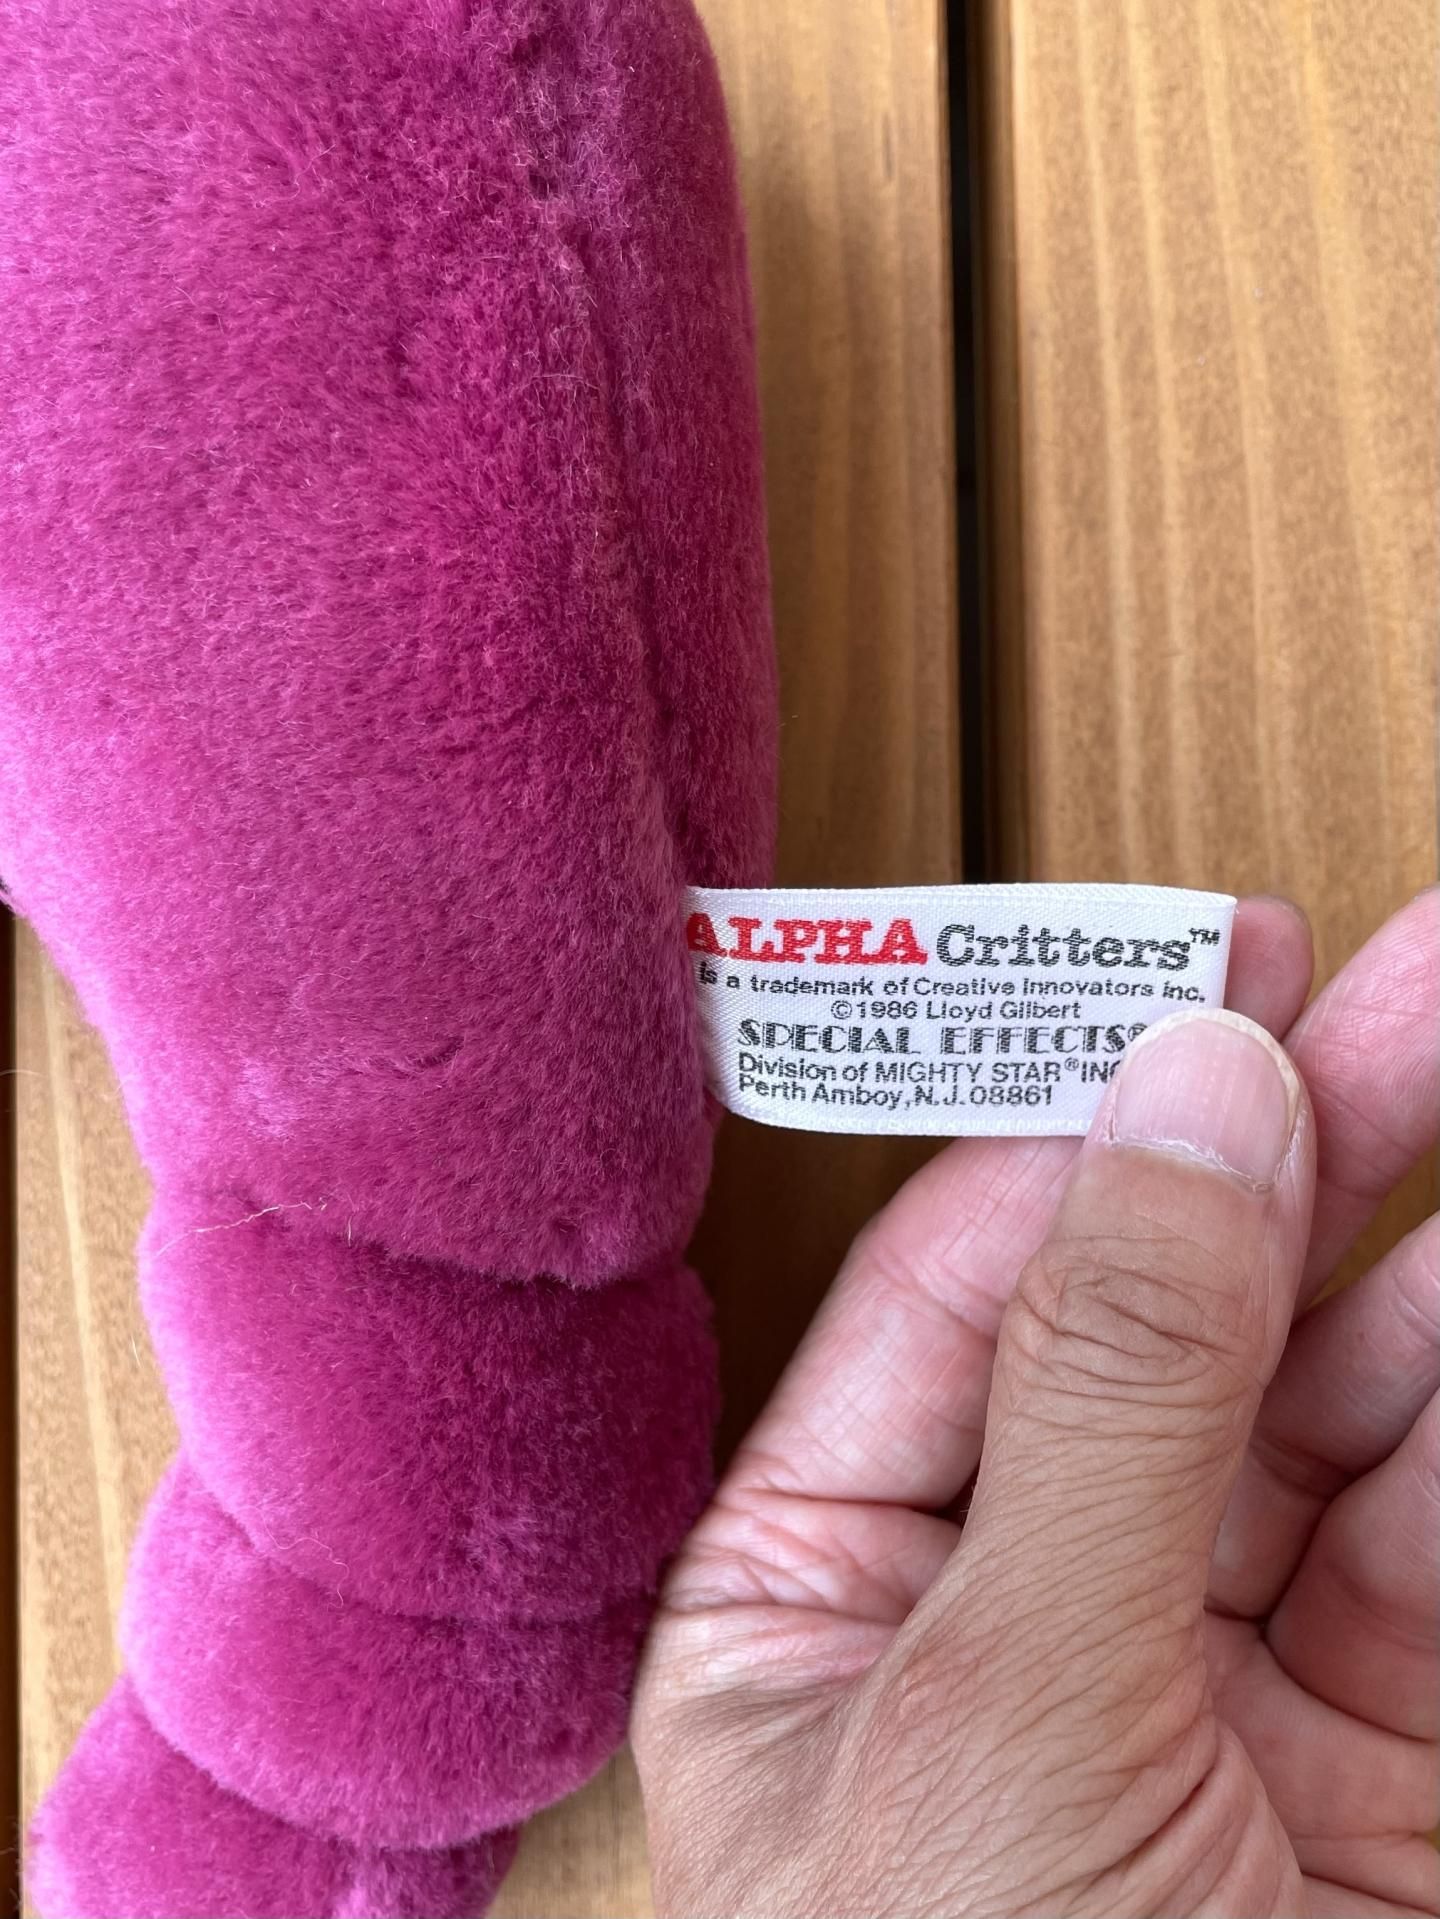 ALPHA Critters™
is a trademark of Creative Innovators Inc.
©1986 Lloyd Gilbert
SPECIAL EFFECTS®
Division of MIGHTY STAR® INC
Perth Amboy, N.J. 08861